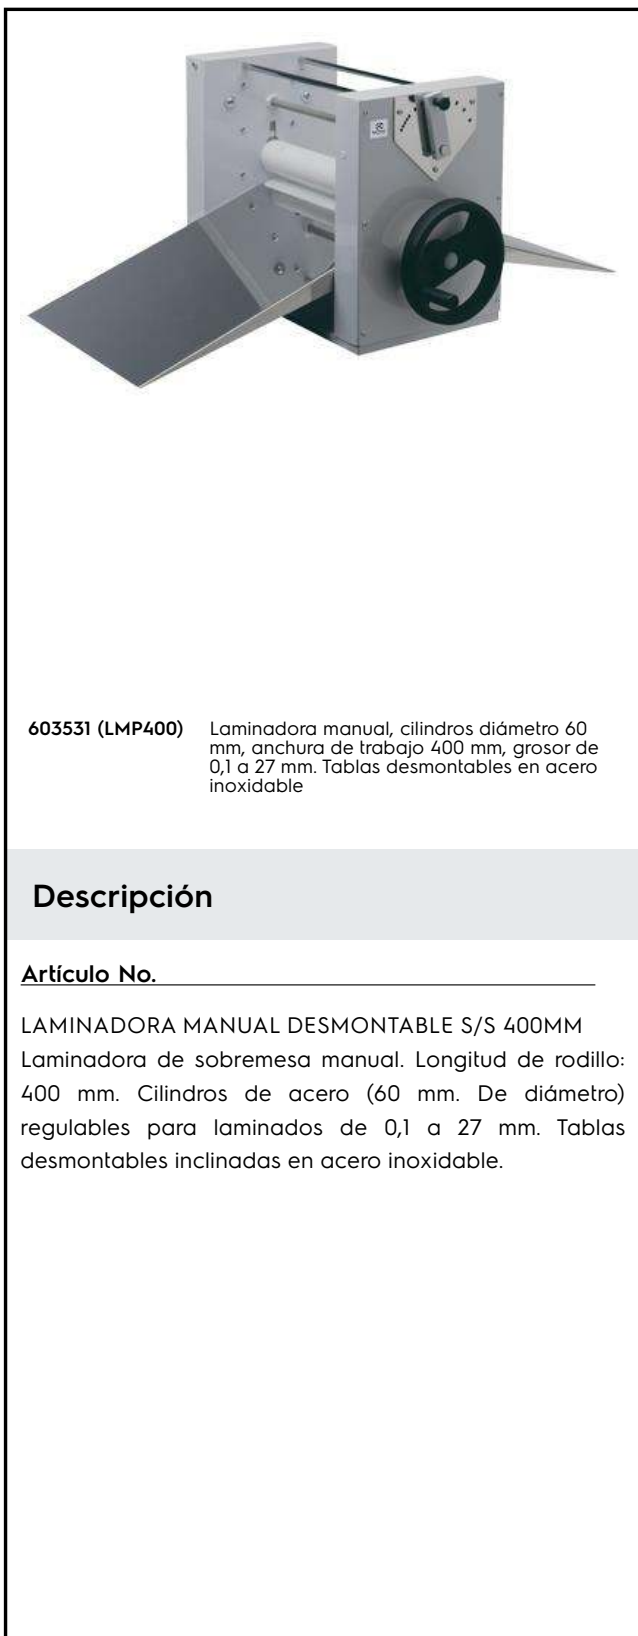 603531 (LMP400) Laminadora manual, cilindros diámetro 60
mm, anchura de trabajo 400 mm, grosor de
0,1 a 27 mm. Tablas desmontables en acero
inoxidable
Descripción
Artículo No.
LAMINADORA MANUAL DESMONTABLE S/S 400MM
Laminadora de sobremesa manual. Longitud de rodillo:
400 mm. Cilindros de acero (60 mm. De diámetro)
regulables para laminados de 0,1 a 27 mm. Tablas
desmontables inclinadas en acero inoxidable.